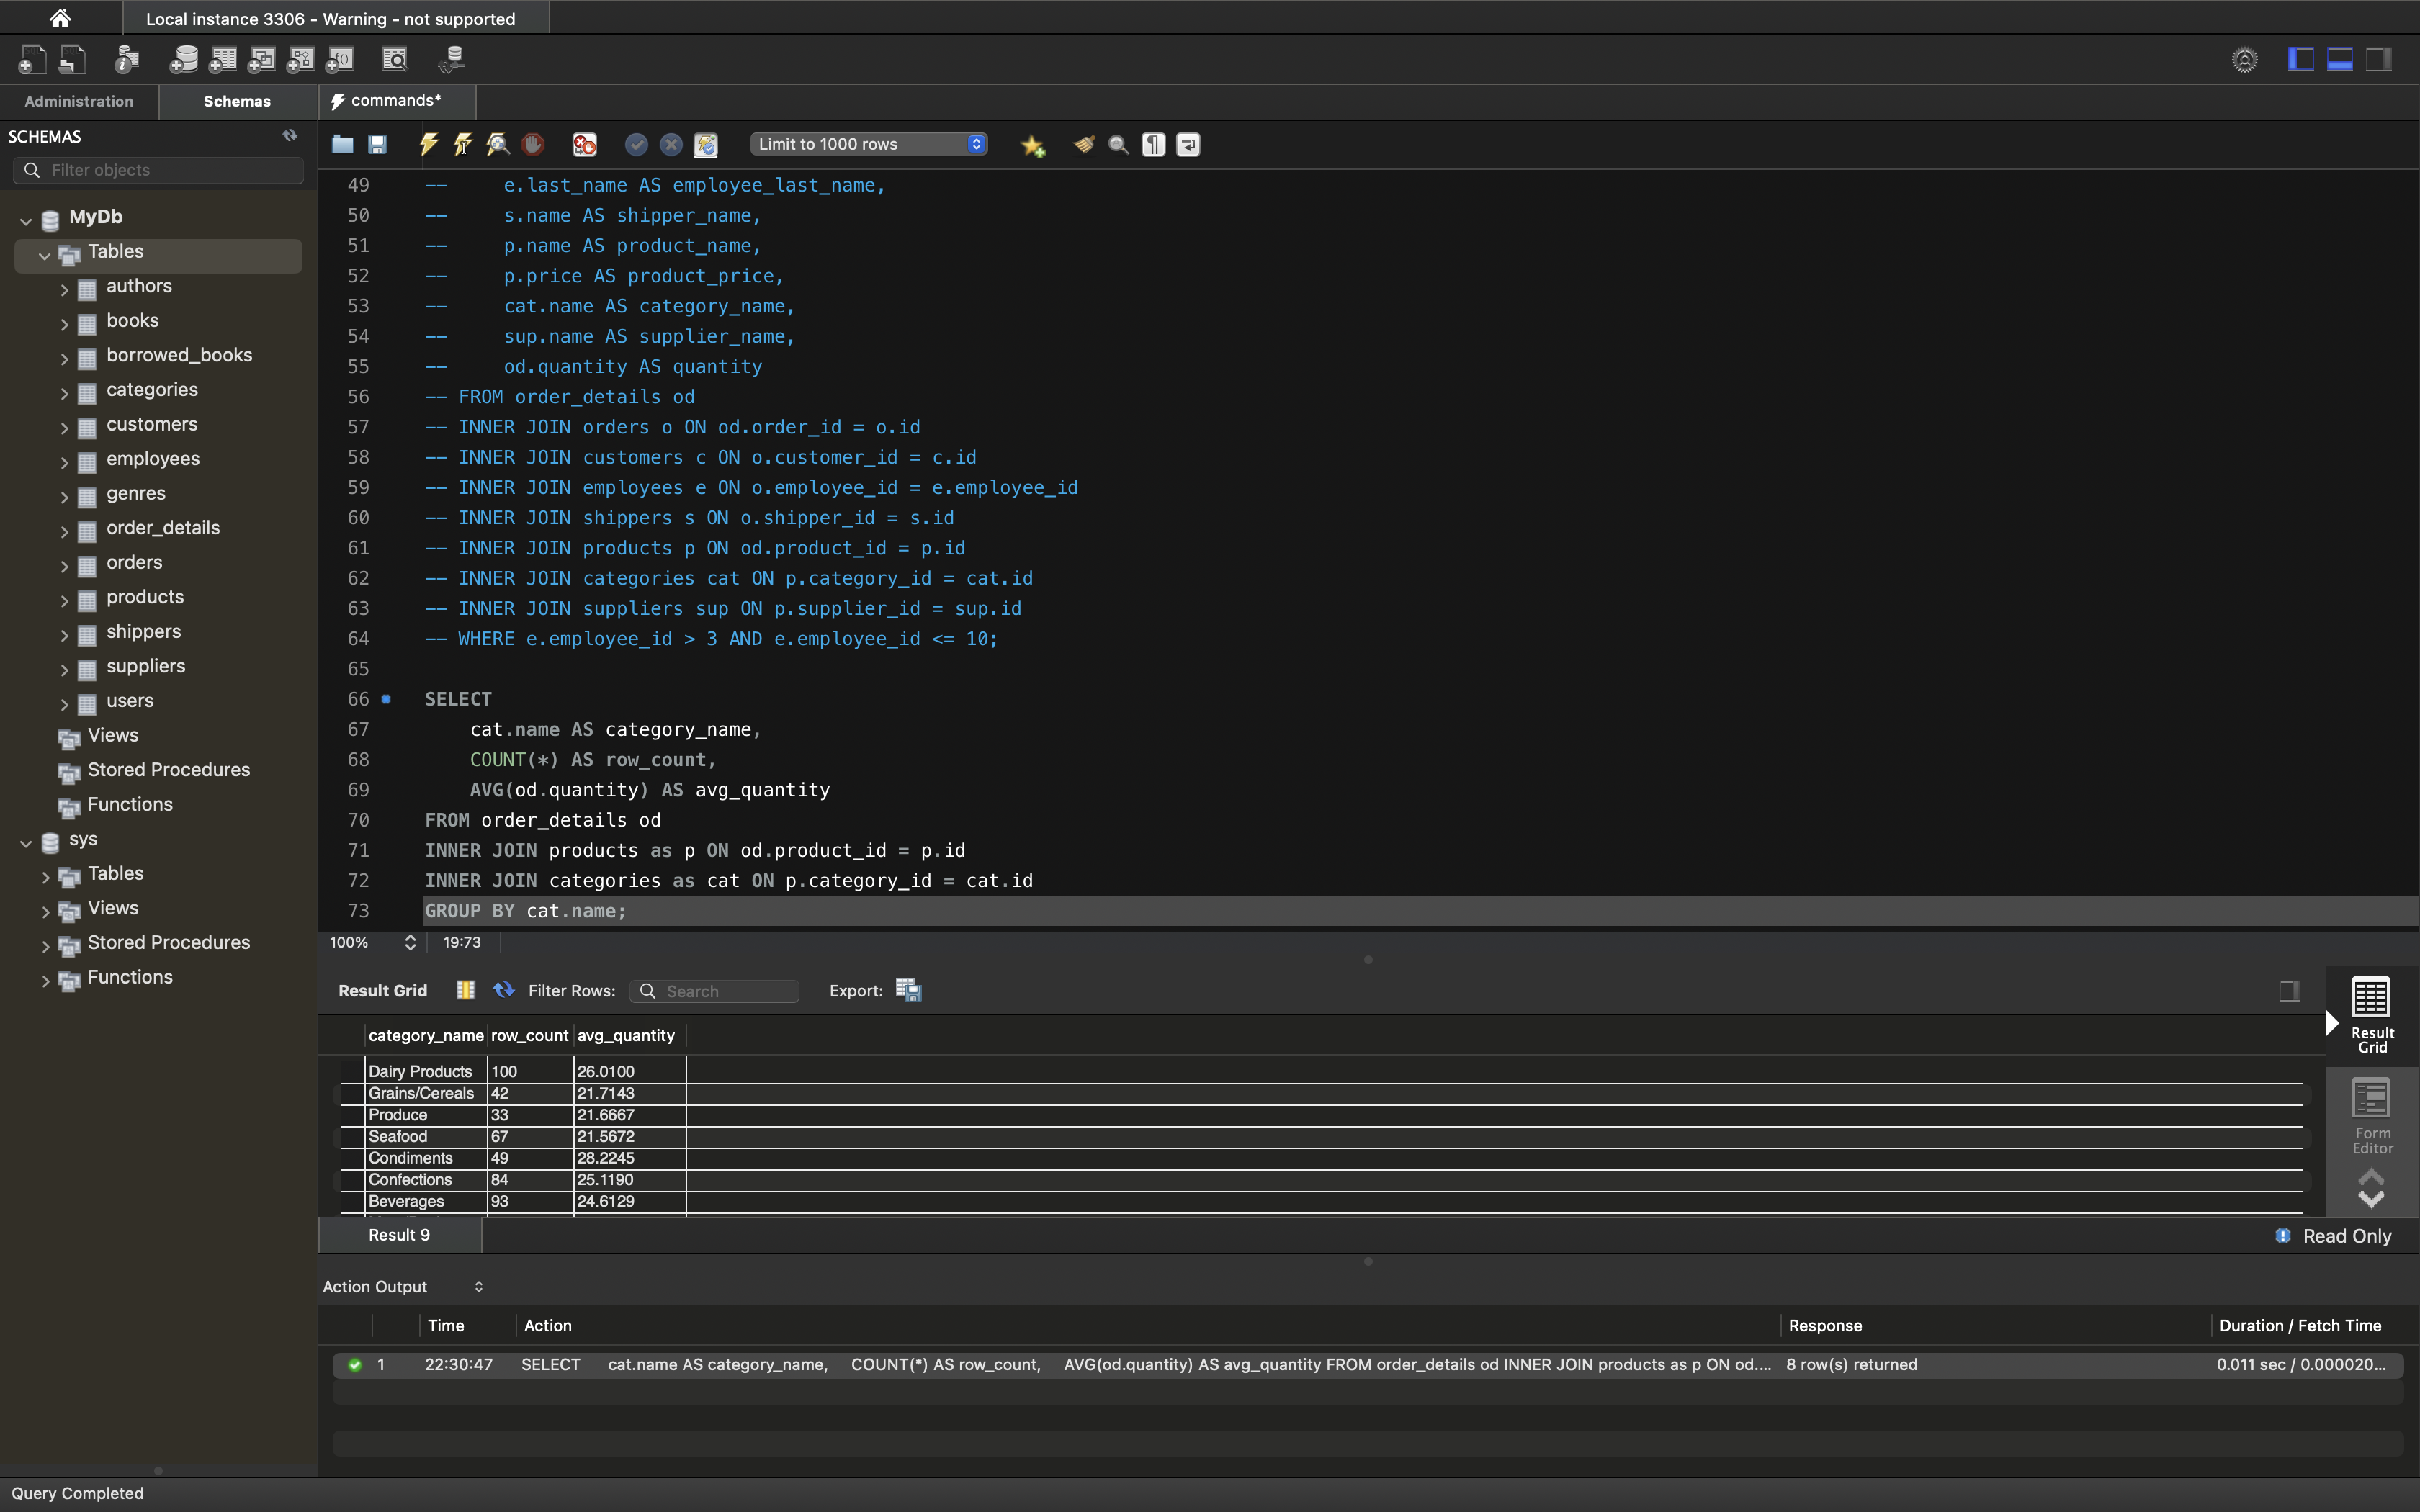 Local instance 3306 - Warning - not supported
Administration
Schemas
commands*
SCHEMAS
Filter objects
Limit to 1000 rows
MyDb
Tables
authors
books
borrowed_books
categories
customers
employees
genres
order_details
orders
products
shippers
suppliers
users
Views
Stored Procedures
Functions
sys
Tables
Views
Stored Procedures
Functions
49 -- e.last_name AS employee_last_name,
50 -- s.name AS shipper_name,
51 -- p.name AS product_name,
52 -- p.price AS product_price,
53 -- cat.name AS category_name,
54 -- sup.name AS supplier_name,
55 -- od.quantity AS quantity
56 -- FROM order_details od
57 -- INNER JOIN orders o ON od.order_id = o.id
58 -- INNER JOIN customers c ON o.customer_id = c.id
59 -- INNER JOIN employees e ON o.employee_id = e.employee_id
60 -- INNER JOIN shippers s ON o.shipper_id = s.id
61 -- INNER JOIN products p ON od.product_id = p.id
62 -- INNER JOIN categories cat ON p.category_id = cat.id
63 -- INNER JOIN suppliers sup ON p.supplier_id = sup.id
64 -- WHERE e.employee_id > 3 AND e.employee_id <= 10;
65
66 SELECT
67 cat.name AS category_name,
68 COUNT(*) AS row_count,
69 AVG(od.quantity) AS avg_quantity
70 FROM order_details od
71 INNER JOIN products as p ON od.product_id = p.id
72 INNER JOIN categories as cat ON p.category_id = cat.id
73 GROUP BY cat.name;
100% 19:73
Result Grid Filter Rows: Search Export:
category_name row_count avg_quantity
Dairy Products 100 26.0100
Grains/Cereals 42 21.7143
Produce 33 21.6667
Seafood 67 21.5672
Condiments 49 28.2245
Confections 84 25.1190
Beverages 93 24.6129
Result
Grid
Form
Editor
Result 9
Read Only
Action Output
Time Action Response Duration / Fetch Time
1 22:30:47 SELECT cat.name AS category_name, COUNT(*) AS row_count, AVG(od.quantity) AS avg_quantity FROM order_details od INNER JOIN products as p ON od.... 8 row(s) returned 0.011 sec / 0.000020...
Query Completed